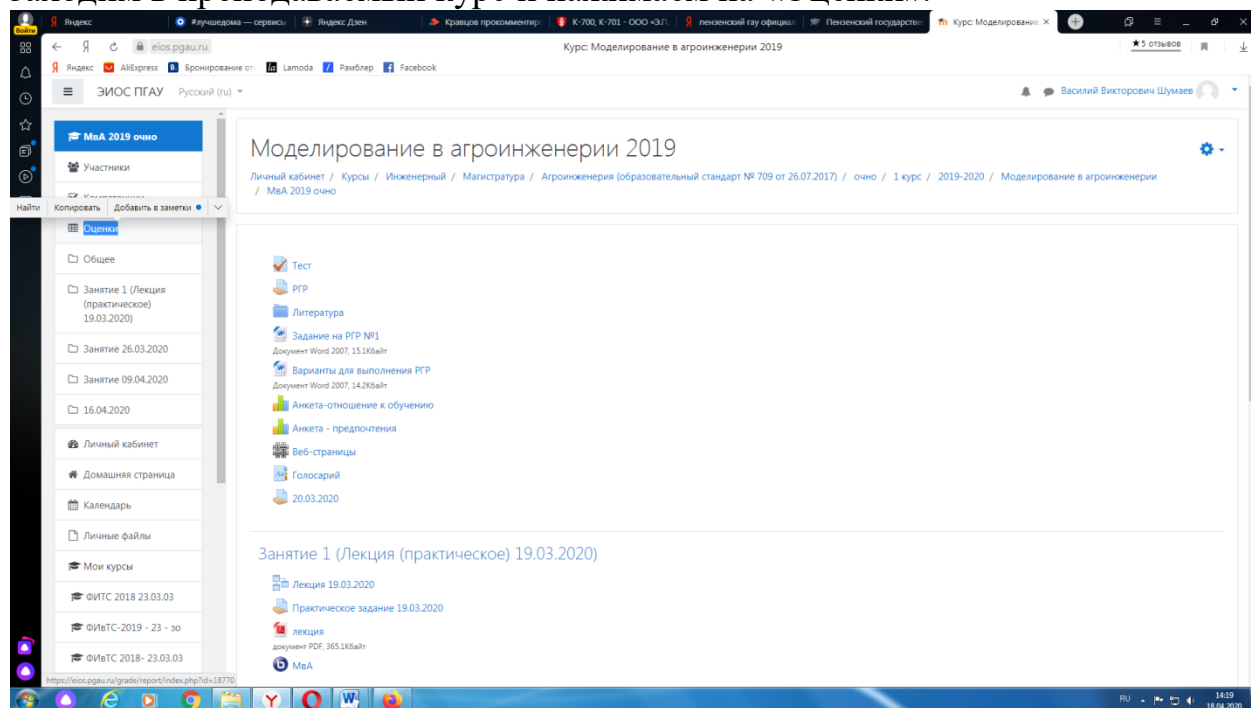 Заходим в преподаваемый курс и нажимаем на «Оценки».
Войти
Яндекс
#лучшедома — сервисы
Яндекс Дзен
Кравцов прокомментиро
К-700, К-701 - ООО «Э.Г
пензенский гау официал
Пензенский государстве
Курс: Моделирование
eios.pgau.ru
Курс: Моделирование в агроинженерии 2019
★ 5 отзывов
Яндекс
AliExpress
Бронирование от
Lamoda
Рамблер
Facebook
ЭИОС ПГАУ
Русский (ru)
Василий Викторович Шумаев
МвА 2019 очно
Участники
Компетенции
Найти
Копировать
Добавить в заметки
Оценки
Общее
Занятие 1 (Лекция
(практическое)
19.03.2020)
Занятие 26.03.2020
Занятие 09.04.2020
16.04.2020
Личный кабинет
Домашняя страница
Календарь
Личные файлы
Мои курсы
ФИТС 2018 23.03.03
ФИвТС-2019 - 23 - зо
ФИвТС 2018- 23.03.03
Моделирование в агроинженерии 2019
Личный кабинет / Курсы / Инженерный / Магистратура / Агроинженерия (образовательный стандарт № 709 от 26.07.2017) / очно / 1 курс / 2019-2020 / Моделирование в агроинженерии
/ МвА 2019 очно
Тест
РГР
Литература
Задание на РГР №1
Документ Word 2007, 15.1Кбайт
Варианты для выполнения РГР
Документ Word 2007, 14.2Кбайт
Анкета-отношение к обучению
Анкета - предпочтения
Веб-страницы
Голосарий
20.03.2020
Занятие 1 (Лекция (практическое) 19.03.2020)
Лекция 19.03.2020
Практическое задание 19.03.2020
лекция
документ PDF, 365.1Кбайт
МвА
https://eios.pgau.ru/grade/report/index.php?id=18770
RU
14:19
18.04.2020